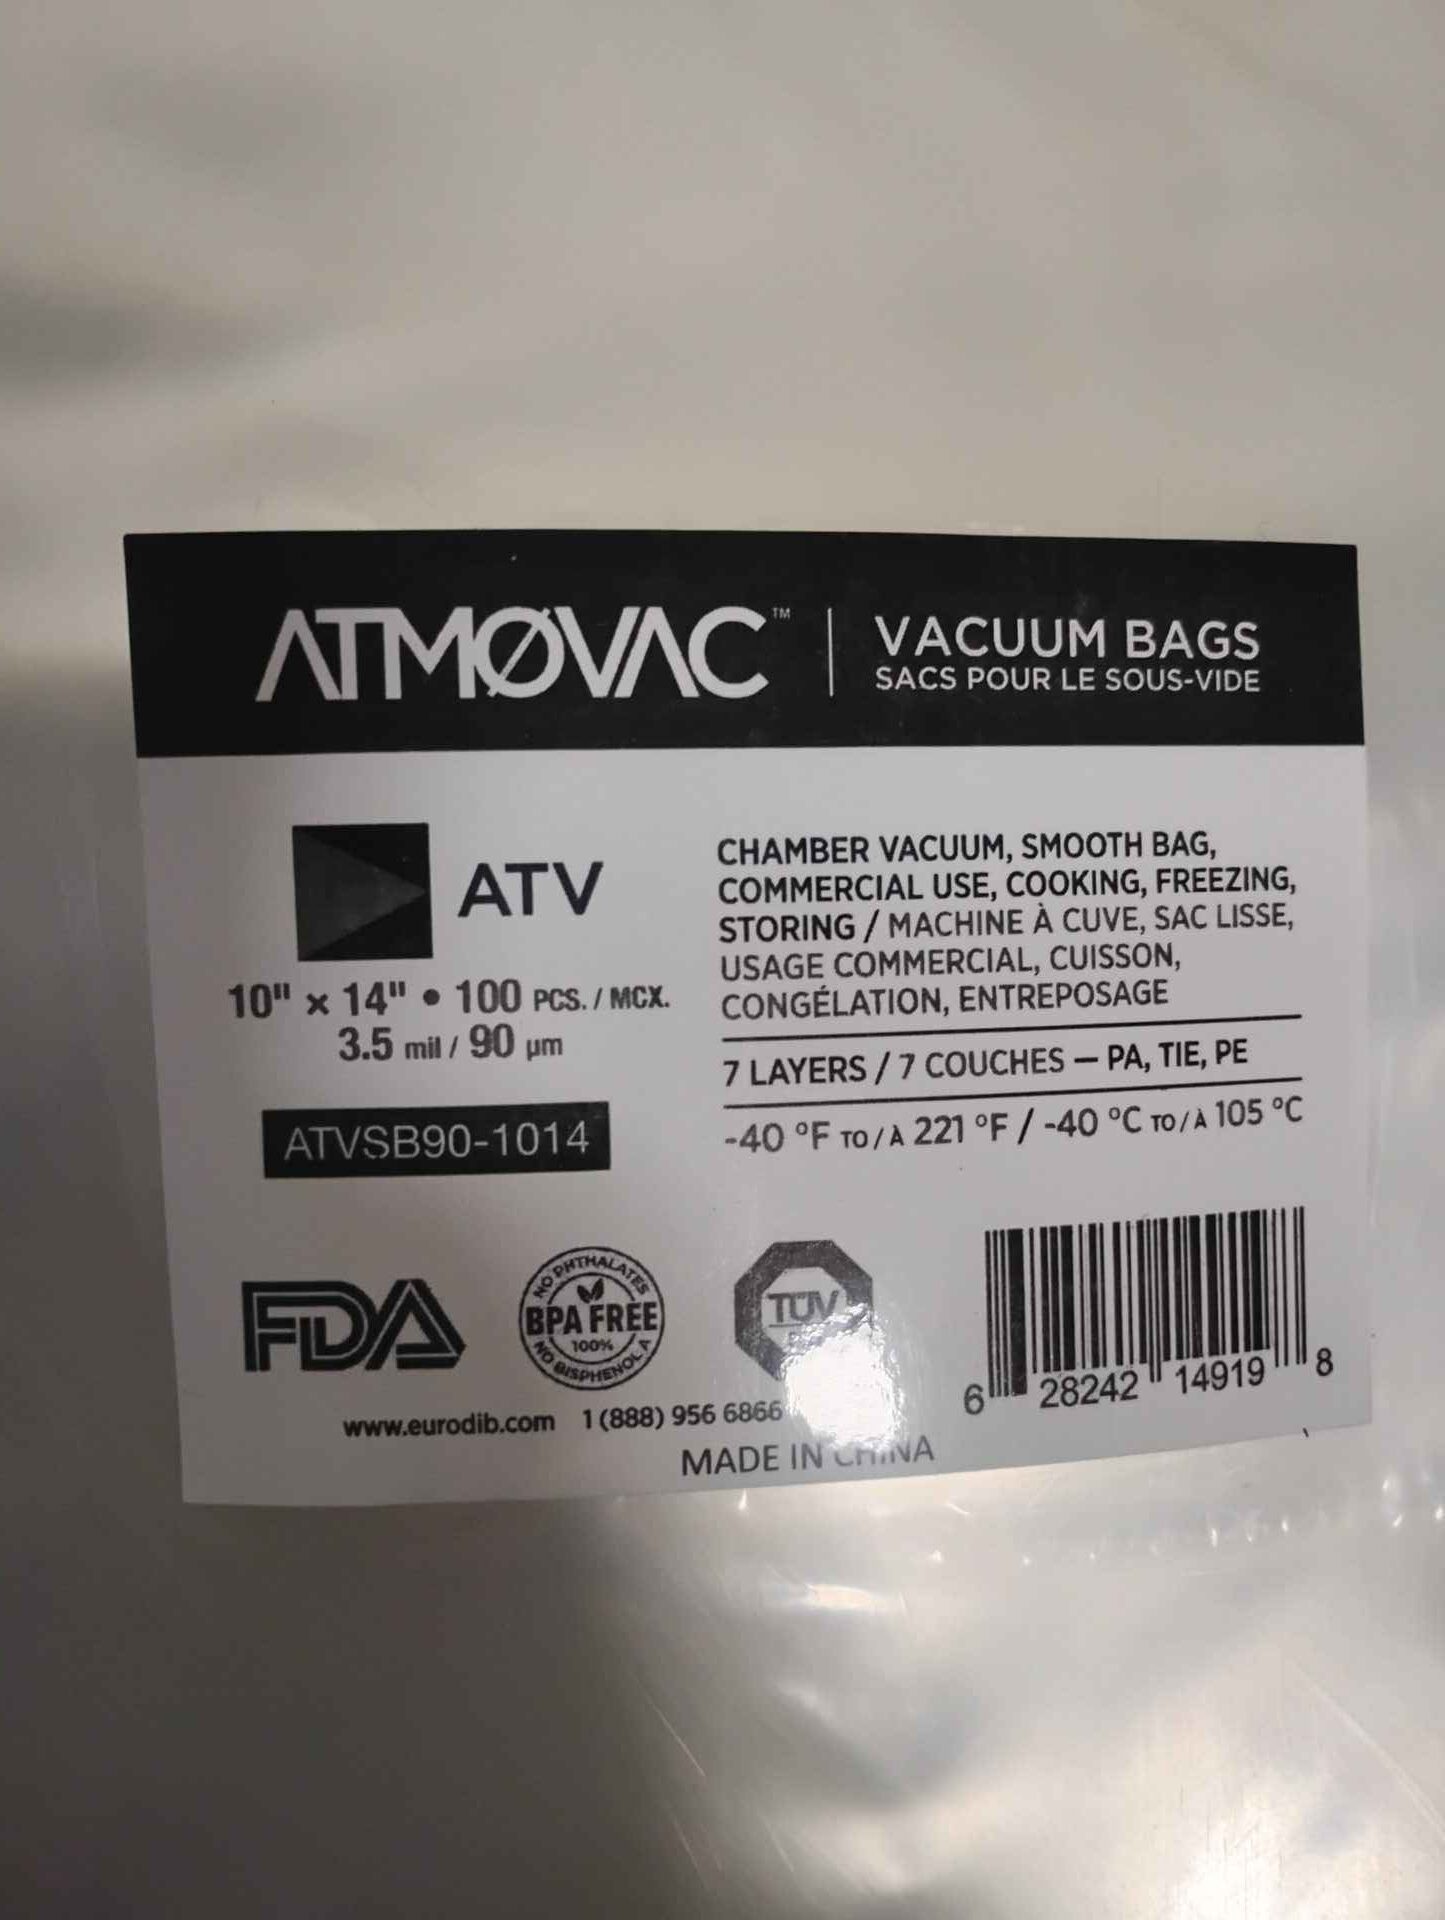 ATMØVAC™
VACUUM BAGS
SACS POUR LE SOUS-VIDE
ATV
10" x 14" • 100 PCS. / MCX.
3.5 mil / 90 µm
ATVSB90-1014
CHAMBER VACUUM, SMOOTH BAG,
COMMERCIAL USE, COOKING, FREEZING,
STORING / MACHINE À CUVE, SAC LISSE,
USAGE COMMERCIAL, CUISSON,
CONGÉLATION, ENTREPOSAGE
7 LAYERS / 7 COUCHES — PA, TIE, PE
-40 °F TO / À 221 °F / -40 °C TO / À 105 °C
FDA
NO PHTHALATES
BPA FREE
100%
NO BISPHENOL A
TÜV
6 28242 14919 8
www.eurodib.com 1 (888) 956 6866
MADE IN CHINA